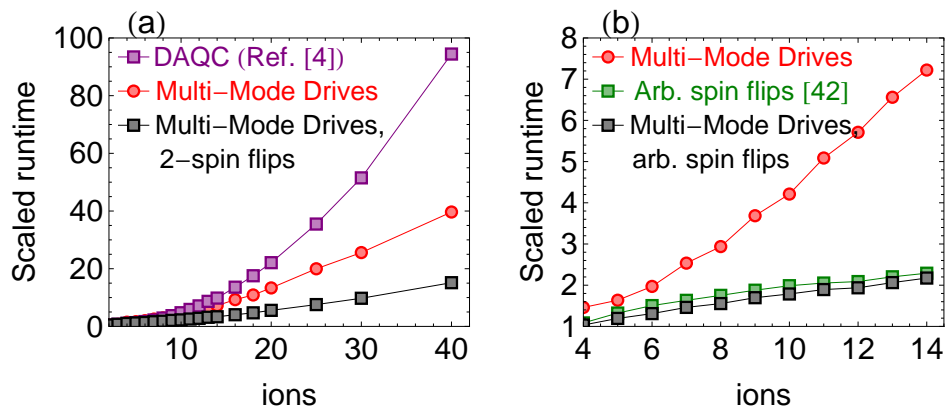 (a)
100
80
60
40
20
0
Scaled runtime
DAQC (Ref. [4])
Multi−Mode Drives
Multi−Mode Drives,
2−spin flips
10
20
30
40
ions
(b)
8
7
6
5
4
3
2
1
Scaled runtime
Multi−Mode Drives
Arb. spin flips [42]
Multi−Mode Drives,
arb. spin flips
4
6
8
10
12
14
ions